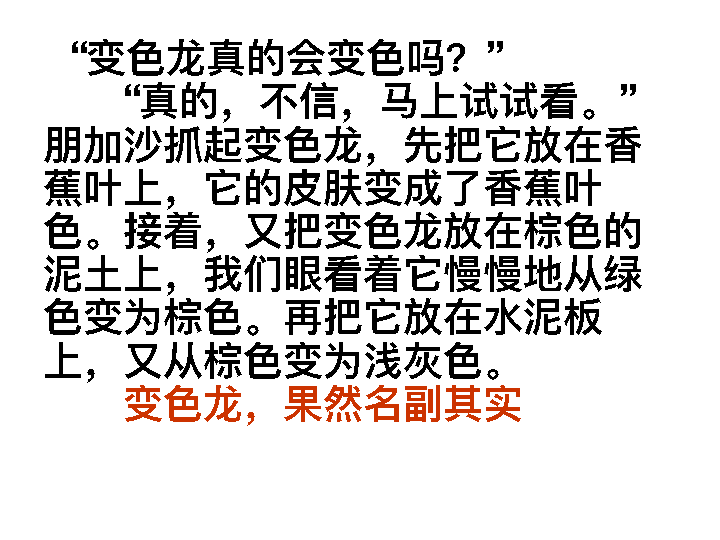 “变色龙真的会变色吗？”
“真的，不信，马上试试看。”
朋加沙抓起变色龙，先把它放在香
蕉叶上，它的皮肤变成了香蕉叶
色。接着，又把变色龙放在棕色的
泥土上，我们眼看着它慢慢地从绿
色变为棕色。再把它放在水泥板
上，又从棕色变为浅灰色。
变色龙，果然名副其实